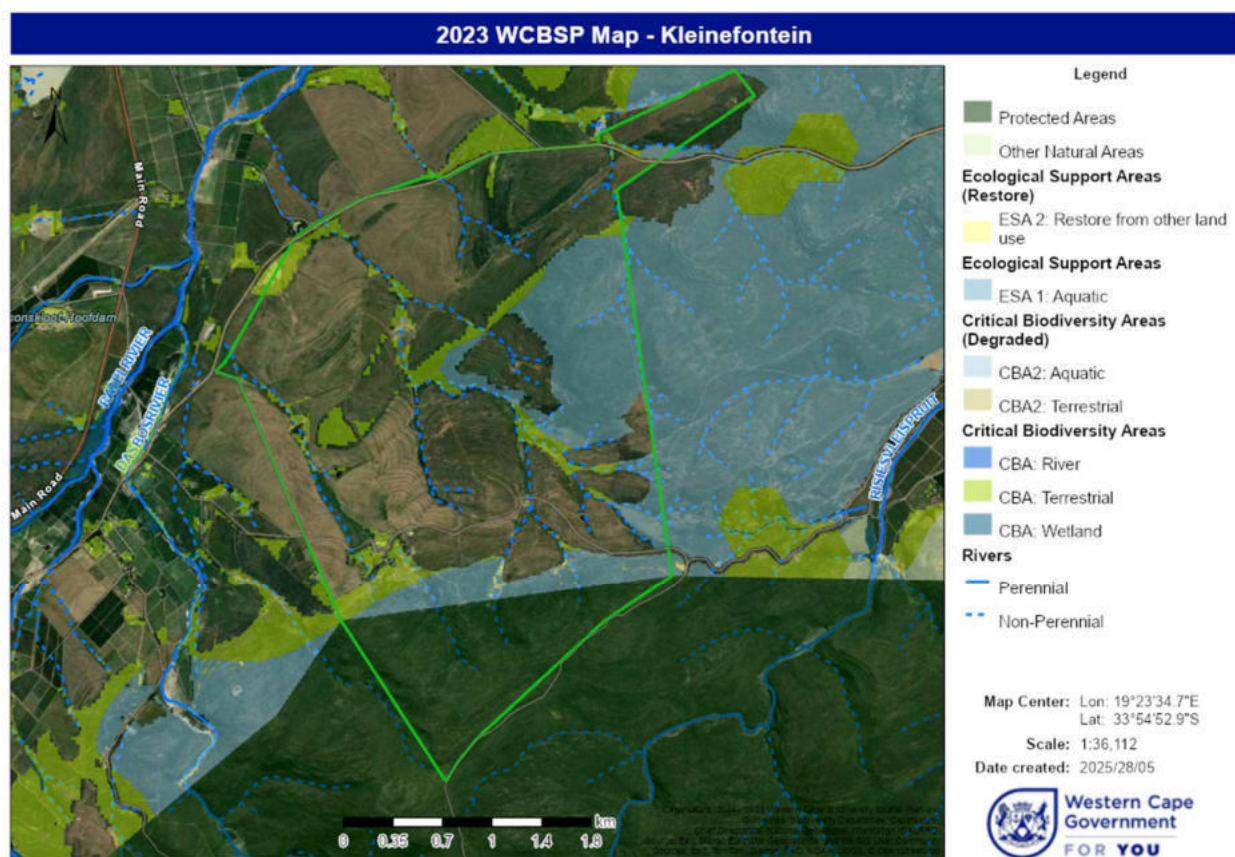 2023 WCBSP Map - Kleinefontein
Legend
Protected Areas
Other Natural Areas
Ecological Support Areas
(Restore)
ESA 2: Restore from other land
use
Ecological Support Areas
ESA 1: Aquatic
Critical Biodiversity Areas
(Degraded)
CBA2: Aquatic
CBA2: Terrestrial
Critical Biodiversity Areas
CBA: River
CBA: Terrestrial
CBA: Wetland
Rivers
Perennial
Non-Perennial
Main Road
Main Road
RIVIER
DASBOSRIVIER
RISIESVLEISPRUIT
0 0.35 0.7 1 1.4 1.8
km
Map Center: Lon: 19°23'34.7"E
Lat: 33°54'52.9"S
Scale: 1:36,112
Date created: 2025/28/05
Western Cape
Government
FOR YOU